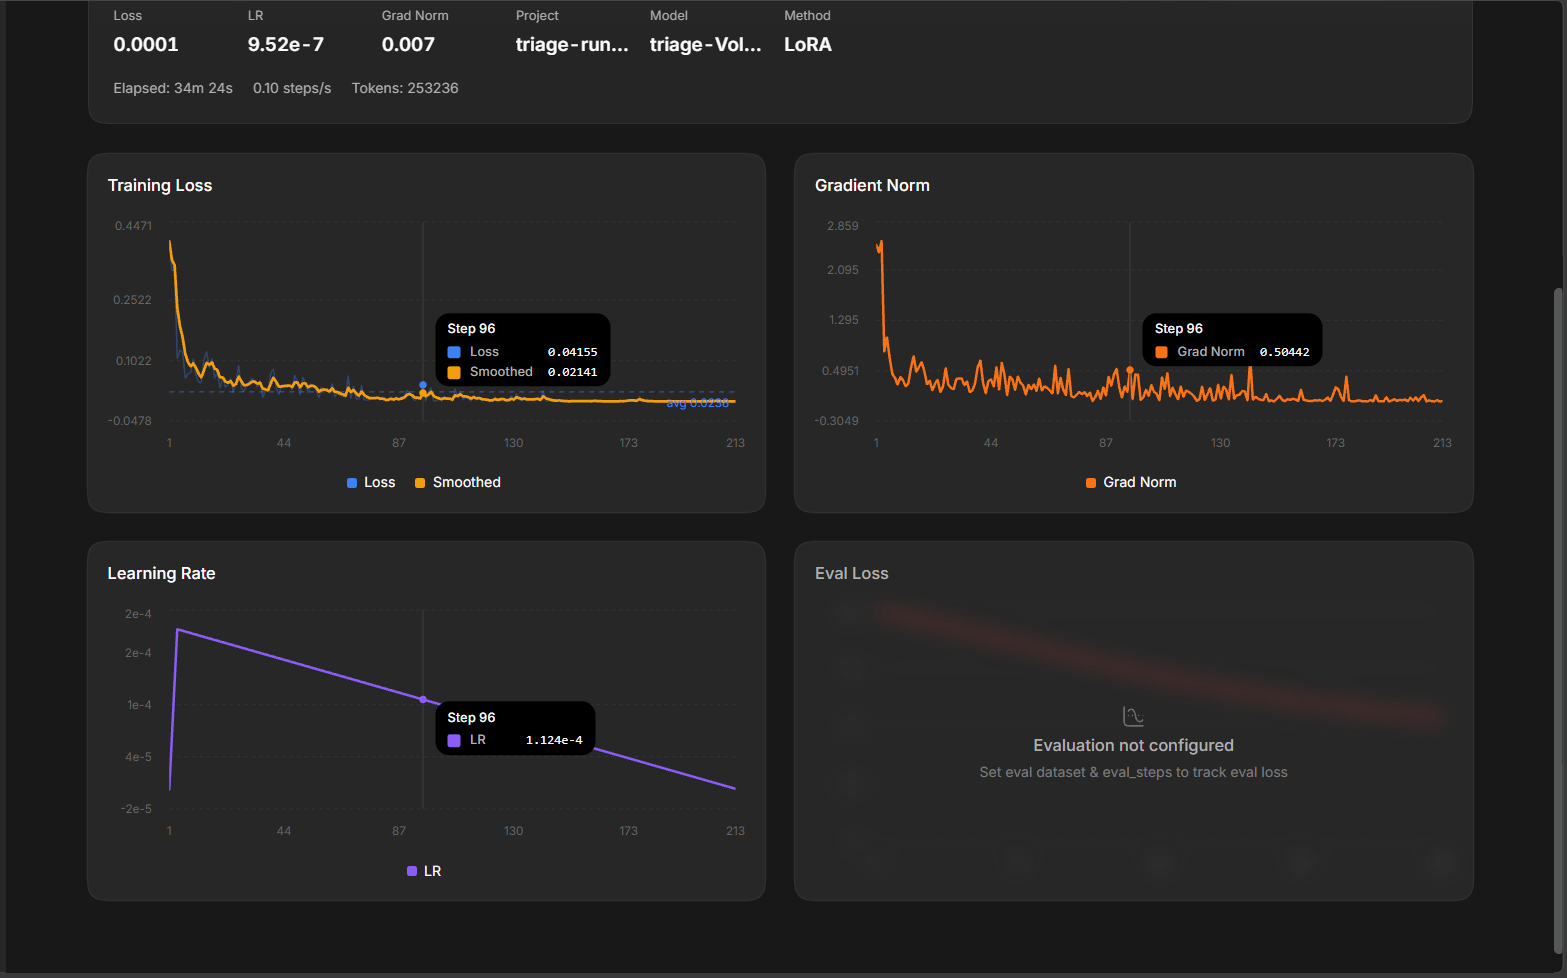 Loss LR Grad Norm Project Model Method
0.0001 9.52e-7 0.007 triage-run... triage-Vol... LoRA
Elapsed: 34m 24s 0.10 steps/s Tokens: 253236
Training Loss
0.4471
0.2522
0.1022
-0.0478
Step 96
Loss 0.04155
Smoothed 0.02141
avg 0.0238
1 44 87 130 173 213
Loss Smoothed
Gradient Norm
2.859
2.095
1.295
0.4951
-0.3049
Step 96
Grad Norm 0.50442
1 44 87 130 173 213
Grad Norm
Learning Rate
2e-4
2e-4
1e-4
4e-5
-2e-5
Step 96
LR 1.124e-4
1 44 87 130 173 213
LR
Eval Loss
Evaluation not configured
Set eval dataset & eval_steps to track eval loss